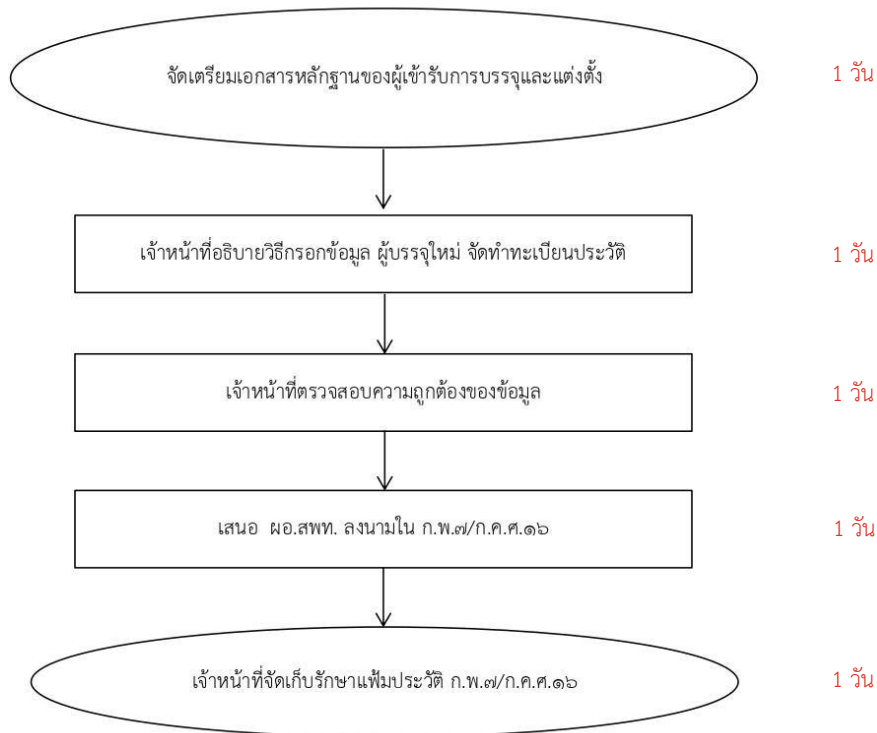 จัดเตรียมเอกสารหลักฐานของผู้เข้ารับการบรรจุและแต่งตั้ง
1 วัน
เจ้าหน้าที่อธิบายวิธีกรอกข้อมูล ผู้บรรจุใหม่ จัดทำทะเบียนประวัติ
1 วัน
เจ้าหน้าที่ตรวจสอบความถูกต้องของข้อมูล
1 วัน
เสนอ ผอ.สพท. ลงนามใน ก.พ.๗/ก.ค.ศ.๑๖
1 วัน
เจ้าหน้าที่จัดเก็บรักษาแฟ้มประวัติ ก.พ.๗/ก.ค.ศ.๑๖
1 วัน